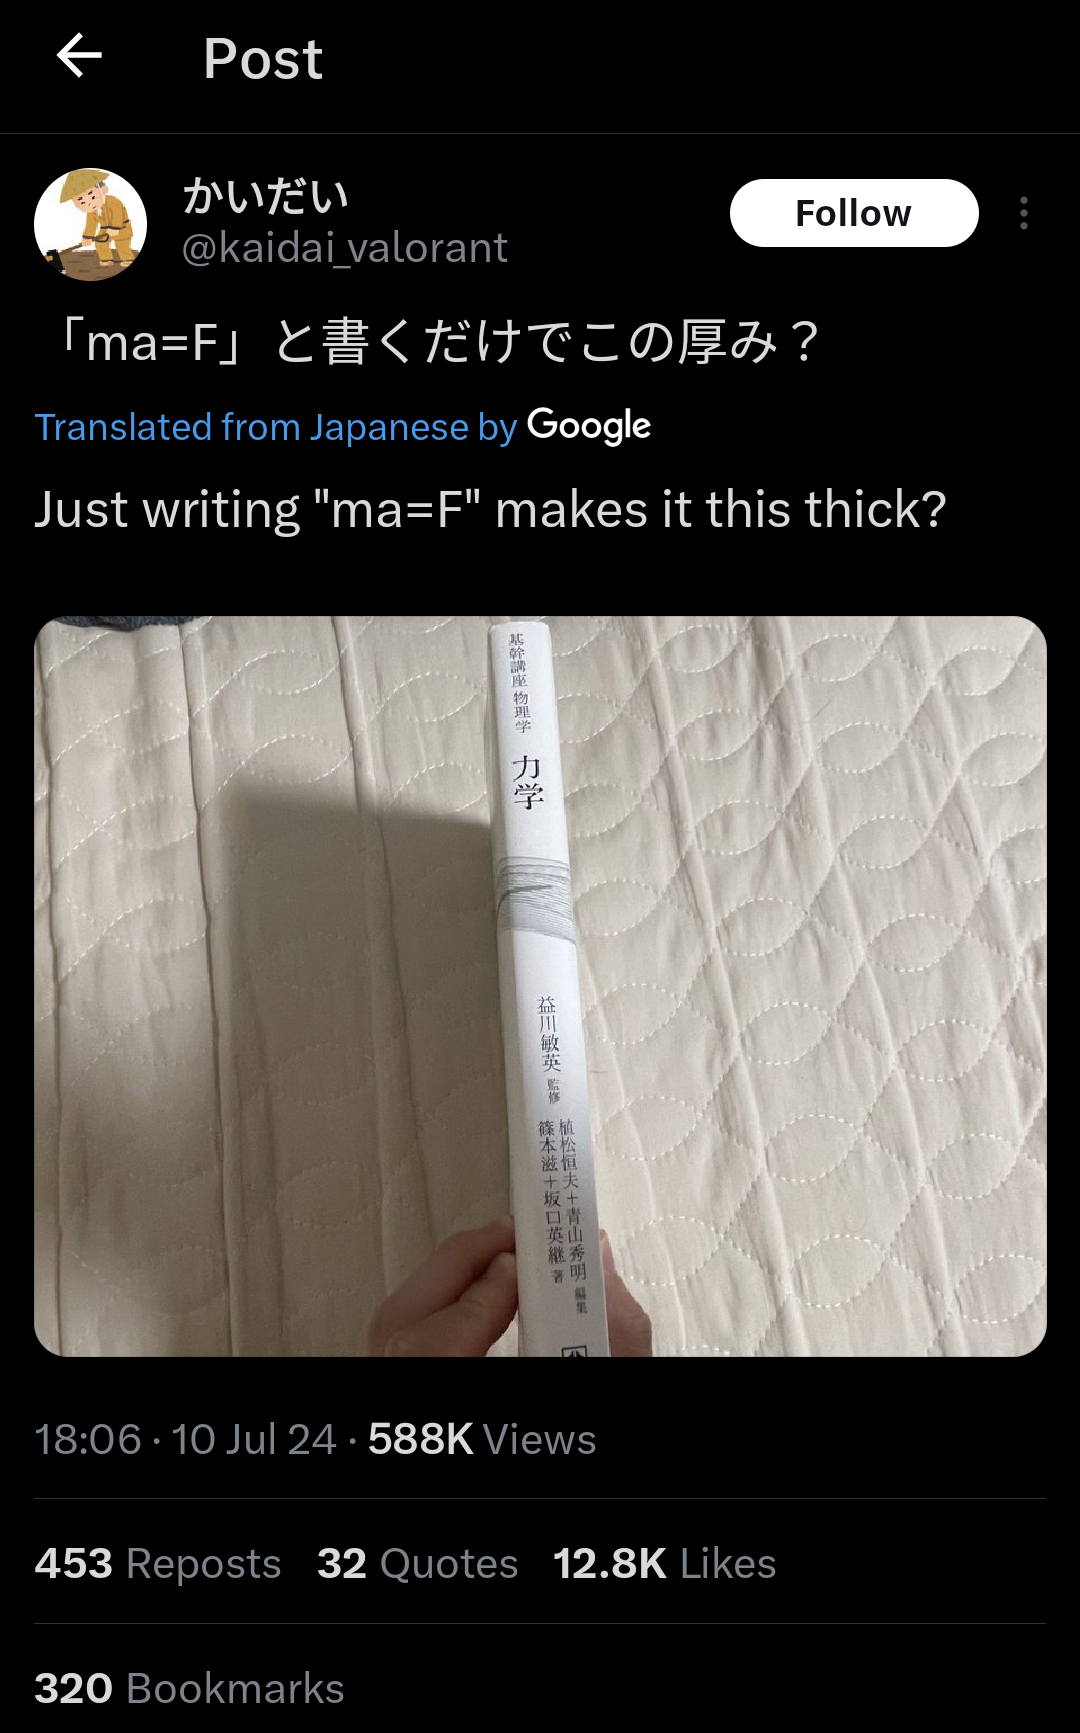 Post
かいだい
@kaidai_valorant
Follow
「ma=F」と書くだけでこの厚み？
Translated from Japanese by Google
Just writing "ma=F" makes it this thick?
基幹講座 物理学
力学
益川敏英 監修
植松恒夫＋青山秀明 編集
篠本滋＋坂口英継 著
18:06 · 10 Jul 24 · 588K Views
453 Reposts 32 Quotes 12.8K Likes
320 Bookmarks